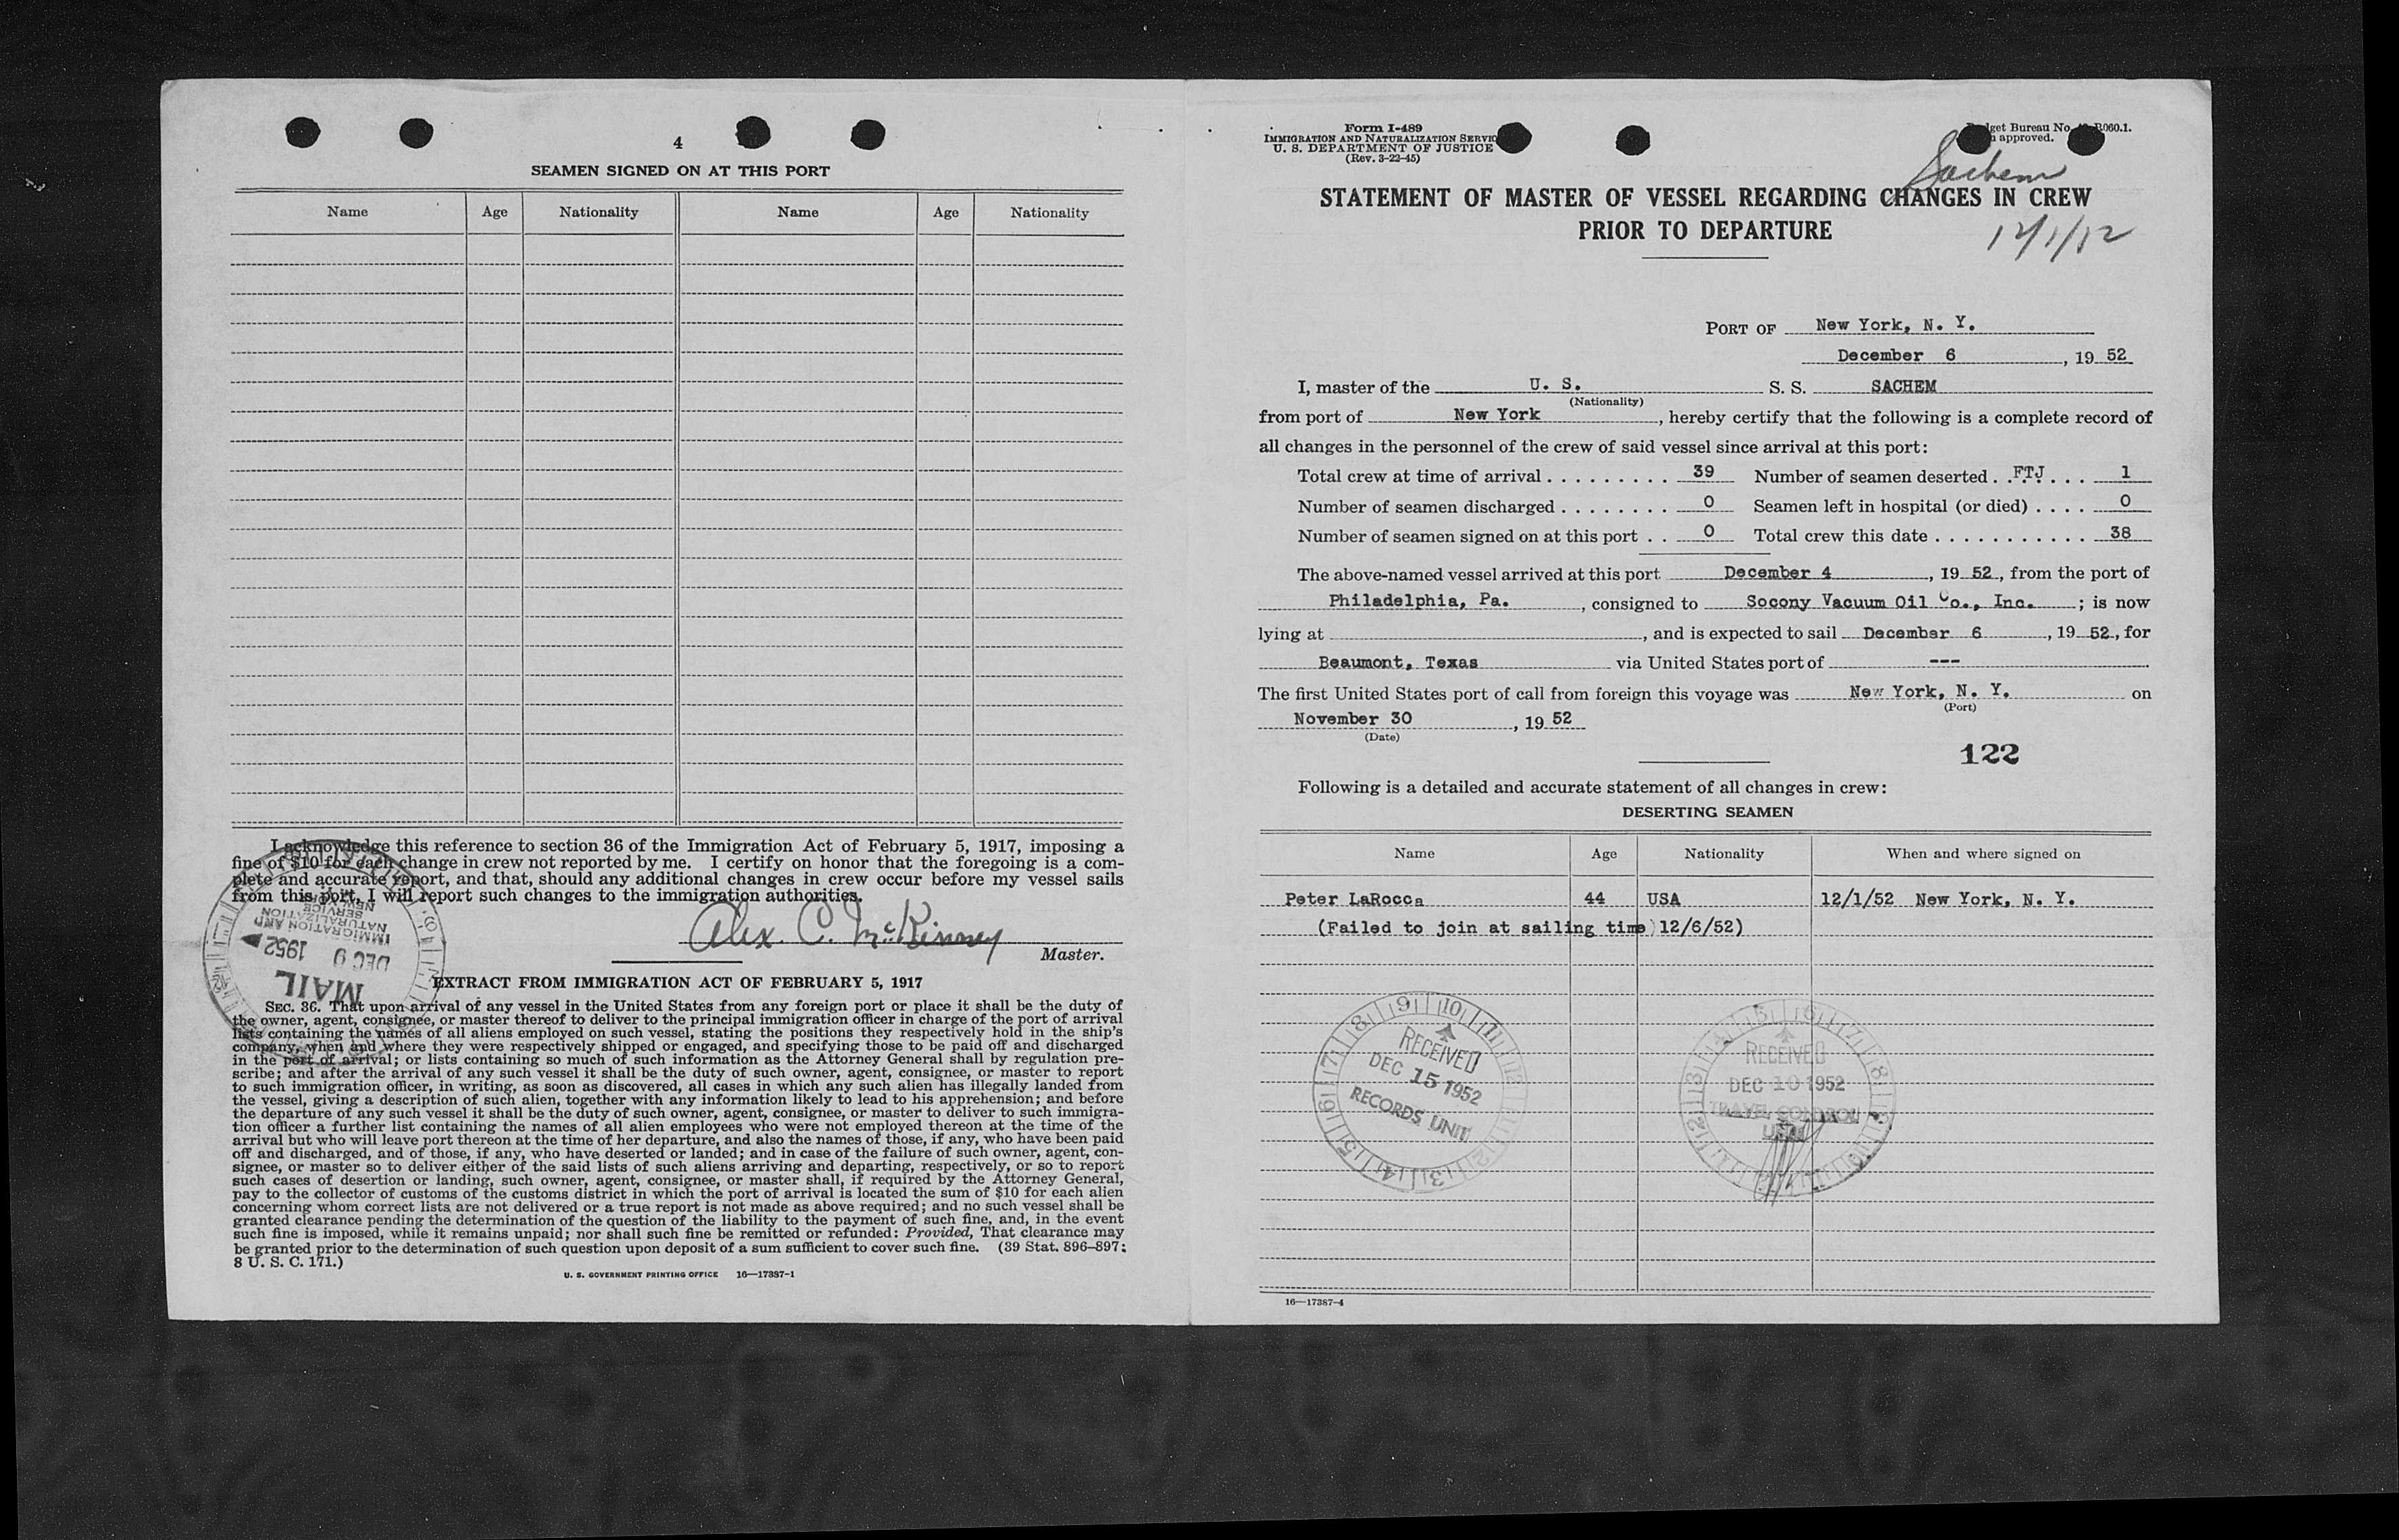 4
SEAMEN SIGNED ON AT THIS PORT
Name Age Nationality Name Age Nationality
I acknowledge this reference to section 36 of the Immigration Act of February 5, 1917, imposing a
fine of $10 for each change in crew not reported by me. I certify on honor that the foregoing is a com-
plete and accurate report, and that, should any additional changes in crew occur before my vessel sails
from this port, I will report such changes to the immigration authorities.
Alex. C. McKinney
Master.
MAIL
DEC 9 1952
IMMIGRATION AND
NATURALIZATION
SERVICE
NEW YORK
EXTRACT FROM IMMIGRATION ACT OF FEBRUARY 5, 1917
SEC. 36. That upon arrival of any vessel in the United States from any foreign port or place it shall be the duty of
the owner, agent, consignee, or master thereof to deliver to the principal immigration officer in charge of the port of arrival
lists containing the names of all aliens employed on such vessel, stating the positions they respectively hold in the ship's
company, when and where they were respectively shipped or engaged, and specifying those to be paid off and discharged
in the port of arrival; or lists containing so much of such information as the Attorney General shall by regulation pre-
scribe; and after the arrival of any such vessel it shall be the duty of such owner, agent, consignee, or master to report
to such immigration officer, in writing, as soon as discovered, all cases in which any such alien has illegally landed from
the vessel, giving a description of such alien, together with any information likely to lead to his apprehension; and before
the departure of any such vessel it shall be the duty of such owner, agent, consignee, or master to deliver to such immigra-
tion officer a further list containing the names of all alien employees who were not employed thereon at the time of the
arrival but who will leave port thereon at the time of her departure, and also the names of those, if any, who have been paid
off and discharged, and of those, if any, who have deserted or landed; and in case of the failure of such owner, agent, con-
signee, or master so to deliver either of the said lists of such aliens arriving and departing, respectively, or so to report
such cases of desertion or landing, such owner, agent, consignee, or master shall, if required by the Attorney General,
pay to the collector of customs of the customs district in which the port of arrival is located the sum of $10 for each alien
concerning whom correct lists are not delivered or a true report is not made as above required; and no such vessel shall be
granted clearance pending the determination of the question of the liability to the payment of such fine, and, in the event
such fine is imposed, while it remains unpaid; nor shall such fine be remitted or refunded: Provided, That clearance may
be granted prior to the determination of such question upon deposit of a sum sufficient to cover such fine. (39 Stat. 896–897;
8 U. S. C. 171.)
U. S. GOVERNMENT PRINTING OFFICE 16—17387-1
Form I-489
IMMIGRATION AND NATURALIZATION SERVIC
U. S. DEPARTMENT OF JUSTICE
(Rev. 3-22-45)
get Bureau No. R060.1.
approved.
Sachem
STATEMENT OF MASTER OF VESSEL REGARDING CHANGES IN CREW
PRIOR TO DEPARTURE
12/1/52
PORT OF New York, N. Y.
December 6, 19 52
I, master of the U. S. S. S. SACHEM
(Nationality)
from port of New York, hereby certify that the following is a complete record of
all changes in the personnel of the crew of said vessel since arrival at this port:
Total crew at time of arrival . . . . . . . . . 39 Number of seamen deserted . . FTJ . . . 1
Number of seamen discharged . . . . . . . . 0 Seamen left in hospital (or died) . . . . 0
Number of seamen signed on at this port . . 0 Total crew this date . . . . . . . . . . . 38
The above-named vessel arrived at this port December 4, 19 52, from the port of
Philadelphia, Pa., consigned to Socony Vacuum Oil Co., Inc. ; is now
lying at , and is expected to sail December 6, 19 52, for
Beaumont, Texas via United States port of ---
The first United States port of call from foreign this voyage was New York, N. Y. on
(Port)
November 30, 19 52
(Date)
122
Following is a detailed and accurate statement of all changes in crew:
DESERTING SEAMEN
Name Age Nationality When and where signed on
Peter LaRocca 44 USA 12/1/52 New York, N. Y.
(Failed to join at sailing time 12/6/52)
RECEIVED
DEC 15 1952
RECORDS UNIT
RECEIVED
DEC 10 1952
TRAVEL CONTROL
16—17387-4